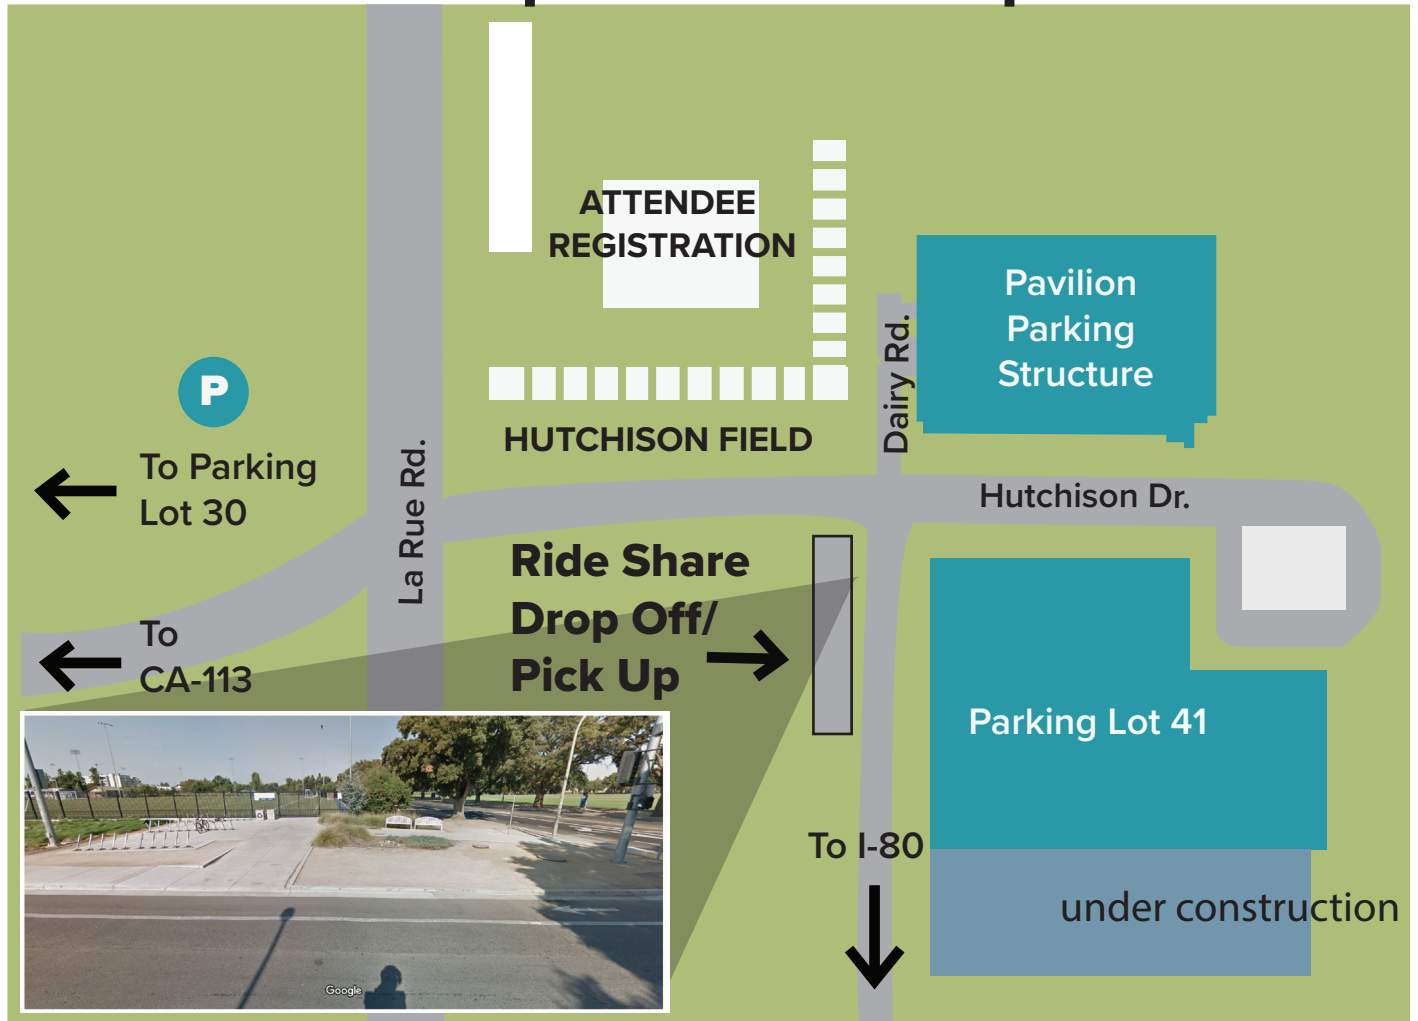 ATTENDEE
REGISTRATION
Pavilion
Parking
Structure
Dairy Rd.
P
To Parking
Lot 30
HUTCHISON FIELD
La Rue Rd.
Hutchison Dr.
Ride Share
Drop Off/
Pick Up
To
CA-113
Parking Lot 41
To I-80
under construction
Google